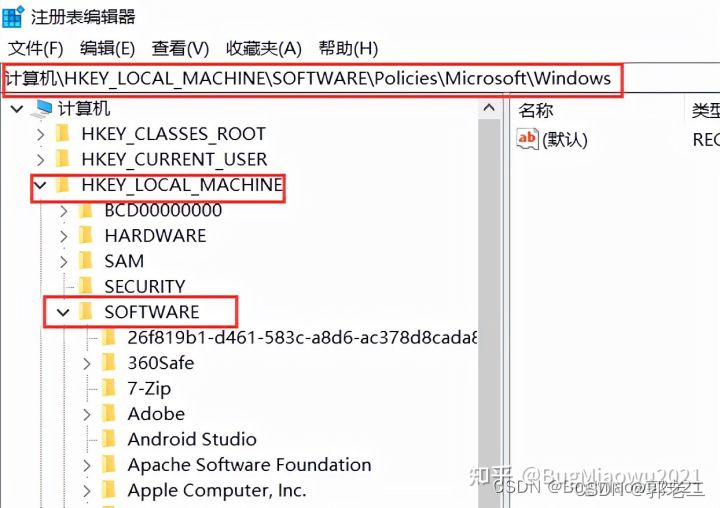 注册表编辑器
文件(F) 编辑(E) 查看(V) 收藏夹(A) 帮助(H)
计算机\HKEY_LOCAL_MACHINE\SOFTWARE\Policies\Microsoft\Windows
计算机
HKEY_CLASSES_ROOT
HKEY_CURRENT_USER
HKEY_LOCAL_MACHINE
BCD00000000
HARDWARE
SAM
SECURITY
SOFTWARE
26f819b1-d461-583c-a8d6-ac378d8cada8
360Safe
7-Zip
Adobe
Android Studio
Apache Software Foundation
Apple Computer, Inc.
名称 类型
ab (默认) REG
知乎 @BugMiaowu2021
CSDN @郭老二